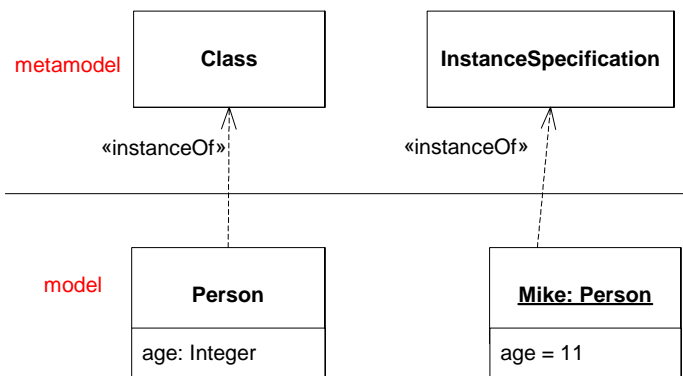 metamodel
Class
InstanceSpecification
«instanceOf»
«instanceOf»
model
Person
Mike: Person
age: Integer
age = 11